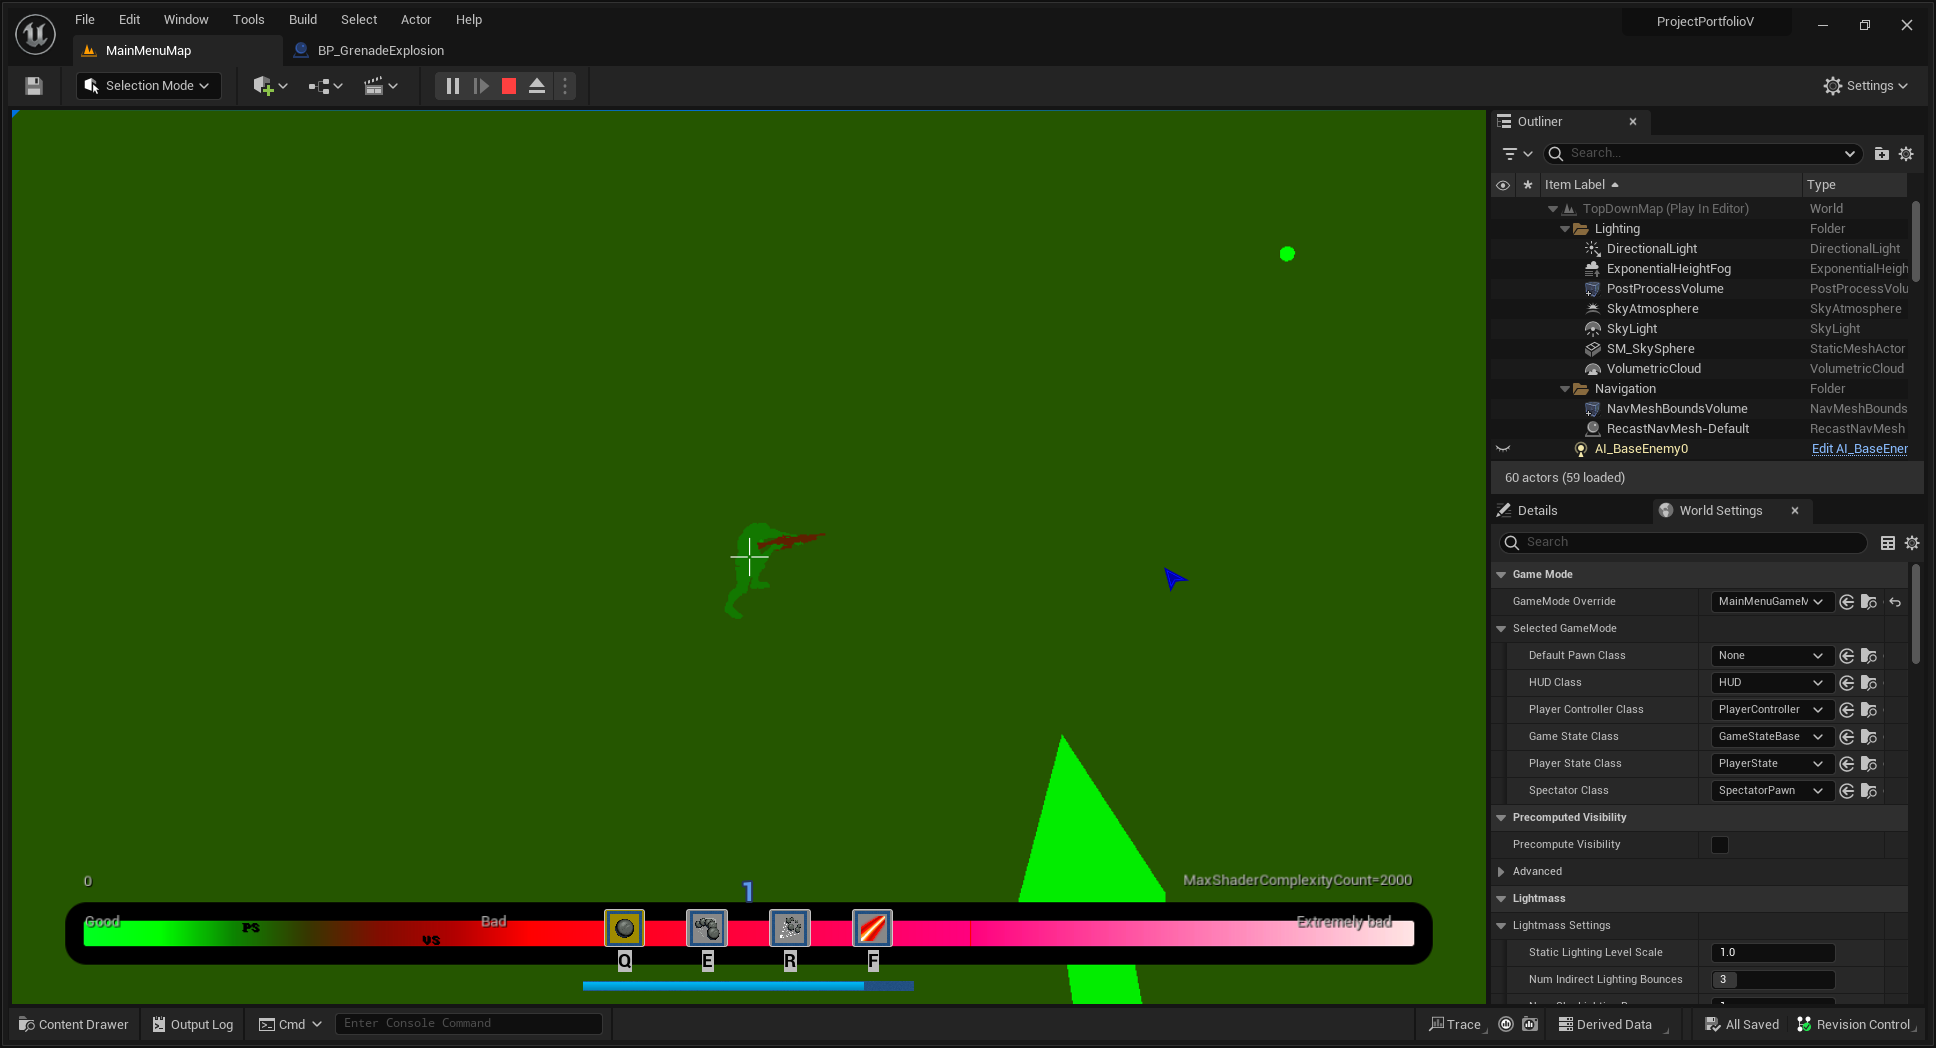 File Edit Window Tools Build Select Actor Help
ProjectPortfolioV
MainMenuMap
BP_GrenadeExplosion
Selection Mode
Settings
Outliner
Search...
Item Label
Type
TopDownMap (Play In Editor) World
Lighting Folder
DirectionalLight DirectionalLight
ExponentialHeightFog ExponentialHeigh
PostProcessVolume PostProcessVolu
SkyAtmosphere SkyAtmosphere
SkyLight SkyLight
SM_SkySphere StaticMeshActor
VolumetricCloud VolumetricCloud
Navigation Folder
NavMeshBoundsVolume NavMeshBounds
RecastNavMesh-Default RecastNavMesh
AI_BaseEnemy0 Edit AI_BaseEner
60 actors (59 loaded)
Details
World Settings
Search
Game Mode
GameMode Override MainMenuGameM
Selected GameMode
Default Pawn Class None
HUD Class HUD
Player Controller Class PlayerController
Game State Class GameStateBase
Player State Class PlayerState
Spectator Class SpectatorPawn
Precomputed Visibility
Precompute Visibility
Advanced
Lightmass
Lightmass Settings
Static Lighting Level Scale 1.0
Num Indirect Lighting Bounces 3
0
1
MaxShaderComplexityCount=2000
Good
PS
VS
Bad
Extremely bad
Q E R F
Content Drawer
Output Log
Cmd
Enter Console Command
Trace
Derived Data
All Saved
Revision Control